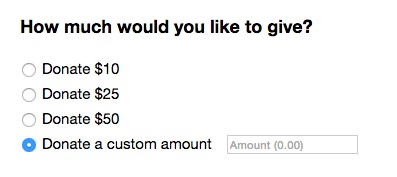 How much would you like to give?
Donate $10
Donate $25
Donate $50
Donate a custom amount Amount (0.00)